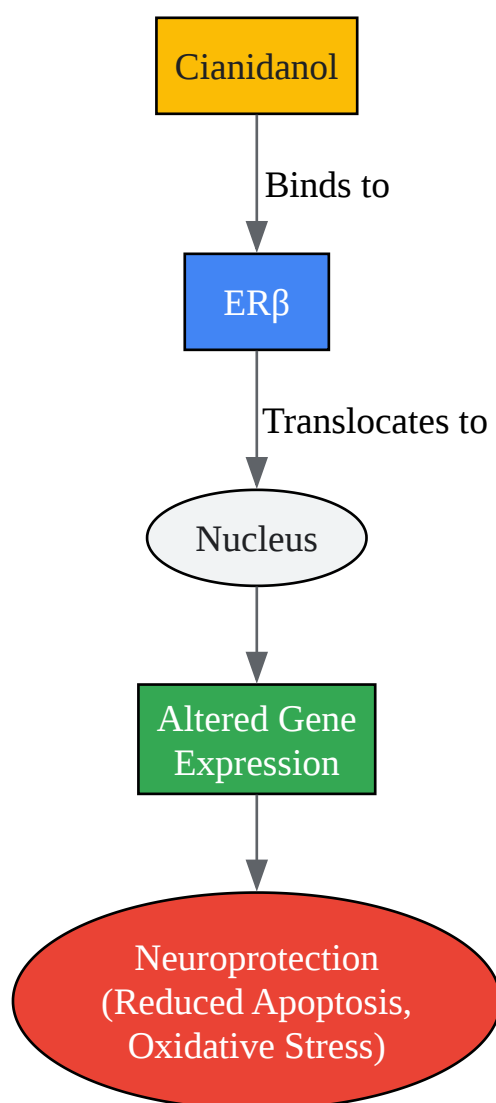 Cianidanol
Binds to
ERβ
Translocates to
Nucleus
Altered Gene
Expression
Neuroprotection
(Reduced Apoptosis,
Oxidative Stress)